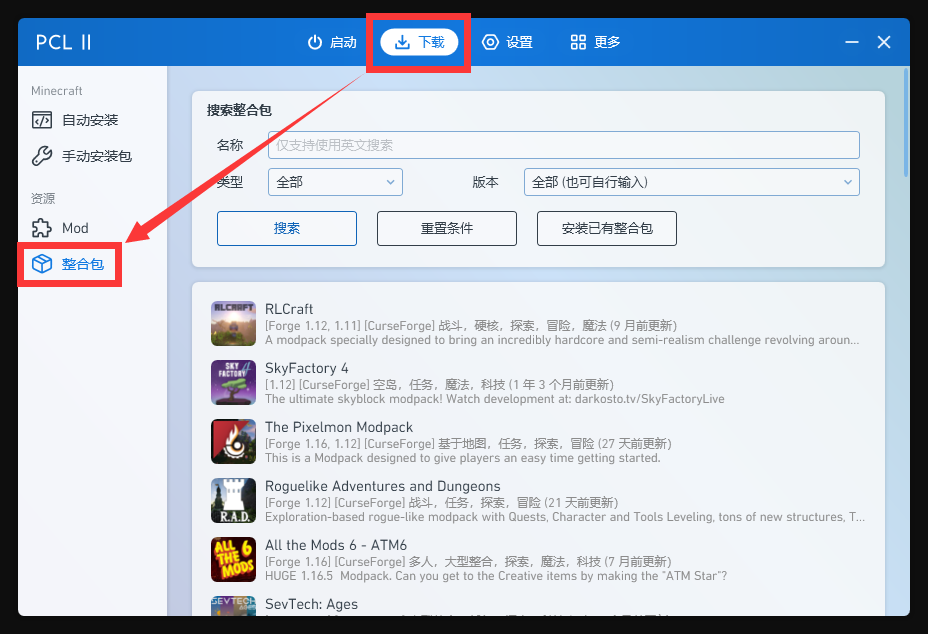 PCL II
启动
下载
设置
更多
Minecraft
自动安装
手动安装包
资源
Mod
整合包
搜索整合包
名称
仅支持使用英文搜索
类型
全部
版本
全部 (也可自行输入)
搜索
重置条件
安装已有整合包
RLCRAFT
RLCraft
[Forge 1.12, 1.11] [CurseForge] 战斗，硬核，探索，冒险，魔法 (9 月前更新)
A modpack specially designed to bring an incredibly hardcore and semi-realism challenge revolving aroun...
SKY
FACTORY 4
SkyFactory 4
[1.12] [CurseForge] 空岛，任务，魔法，科技 (1 年 3 个月前更新)
The ultimate skyblock modpack! Watch development at: darkosto.tv/SkyFactoryLive
The Pixelmon Modpack
[Forge 1.16, 1.12] [CurseForge] 基于地图，任务，探索，冒险 (27 天前更新)
This is a Modpack designed to give players an easy time getting started.
R.A.D.
Roguelike Adventures and Dungeons
[Forge 1.12] [CurseForge] 战斗，任务，探索，冒险 (21 天前更新)
Exploration-based rogue-like modpack with Quests, Character and Tools Leveling, tons of new structures, T...
ALL 6
THE
MODS
All the Mods 6 - ATM6
[Forge 1.16] [CurseForge] 多人，大型整合，探索，魔法，科技 (7 月前更新)
HUGE 1.16.5 Modpack. Can you get to the Creative items by making the "ATM Star"?
SEVTECH
SevTech: Ages